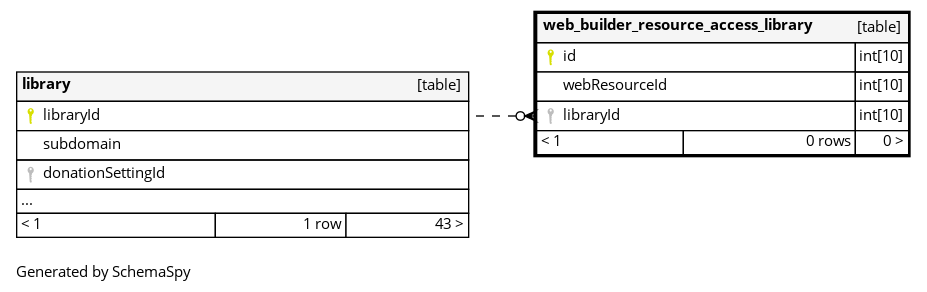 web_builder_resource_access_library [table]
id int[10]
webResourceId int[10]
libraryId int[10]
< 1 0 rows 0 >
library [table]
libraryId
subdomain
donationSettingId
...
< 1 1 row 43 >
Generated by SchemaSpy